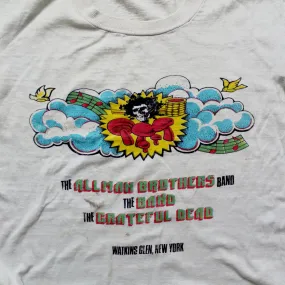 THE ALLMAN BROTHERS BAND
THE BAND
THE GRATEFUL DEAD
WATKINS GLEN, NEW YORK